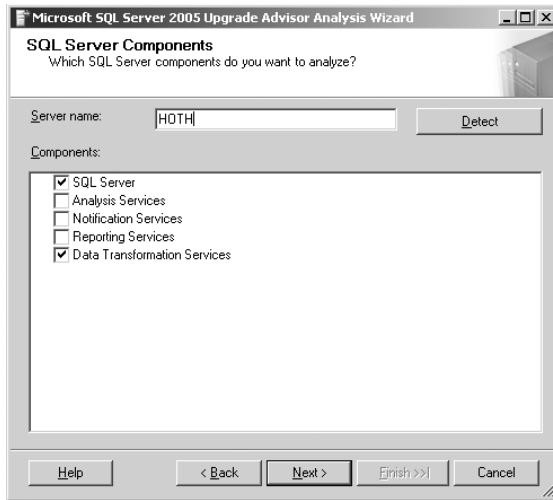 Microsoft SQL Server 2005 Upgrade Advisor Analysis Wizard
SQL Server Components
Which SQL Server components do you want to analyze?
Server name: HOTH Detect
Components:
SQL Server
Analysis Services
Notification Services
Reporting Services
Data Transformation Services
Help < Back Next > Finish >>| Cancel